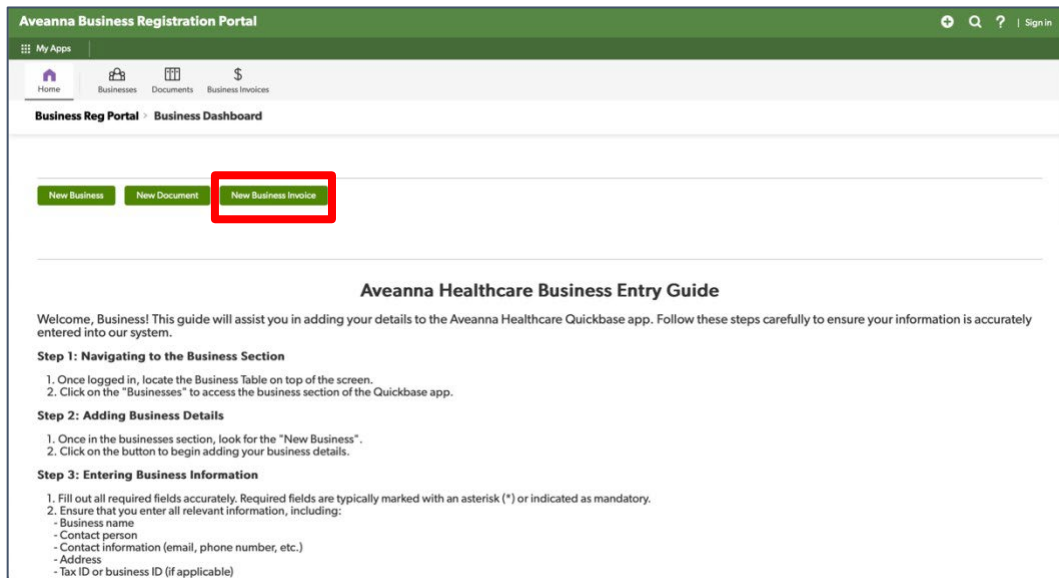 Aveanna Business Registration Portal
? | Sign in
My Apps
Home Businesses Documents $ Business Invoices
Business Reg Portal > Business Dashboard
New Business New Document New Business Invoice
Aveanna Healthcare Business Entry Guide
Welcome, Business! This guide will assist you in adding your details to the Aveanna Healthcare Quickbase app. Follow these steps carefully to ensure your information is accurately
entered into our system.
Step 1: Navigating to the Business Section
1. Once logged in, locate the Business Table on top of the screen.
2. Click on the "Businesses" to access the business section of the Quickbase app.
Step 2: Adding Business Details
1. Once in the businesses section, look for the "New Business".
2. Click on the button to begin adding your business details.
Step 3: Entering Business Information
1. Fill out all required fields accurately. Required fields are typically marked with an asterisk (*) or indicated as mandatory.
2. Ensure that you enter all relevant information, including:
- Business name
- Contact person
- Contact information (email, phone number, etc.)
- Address
- Tax ID or business ID (if applicable)